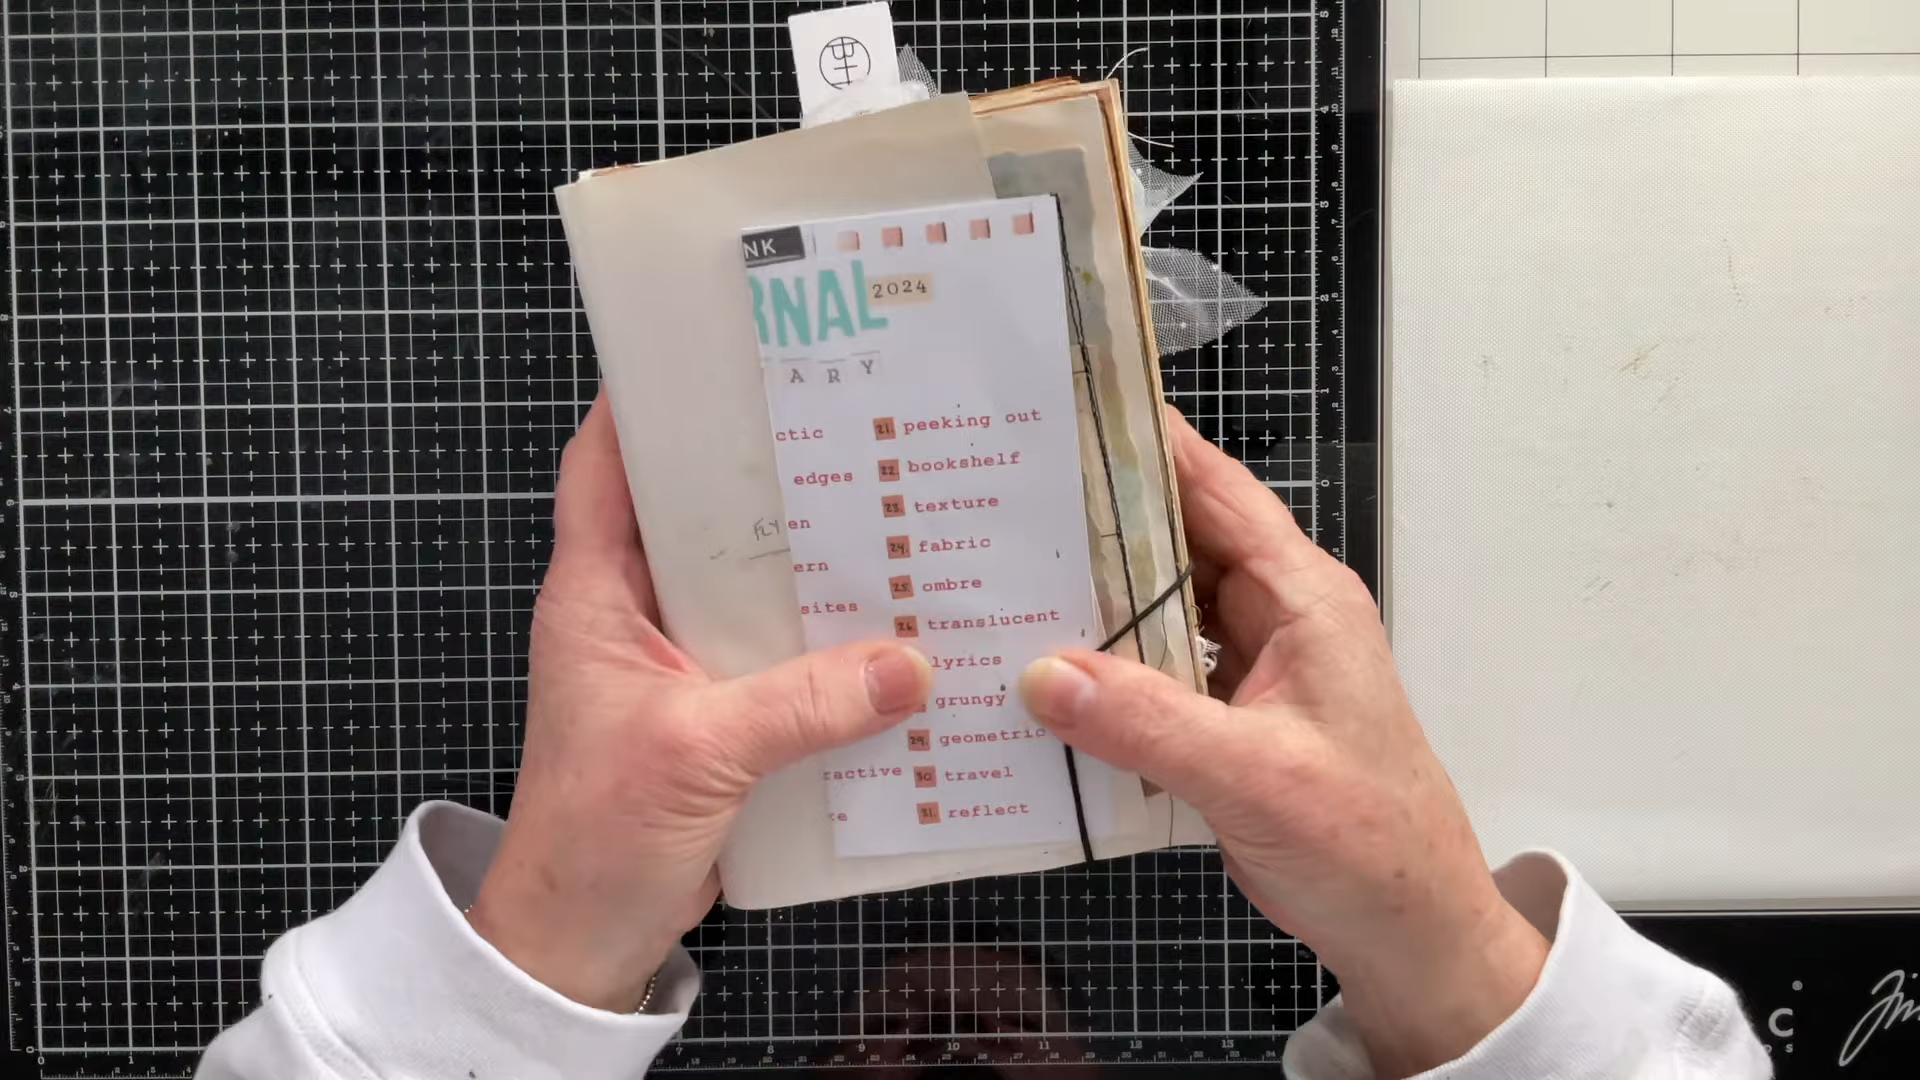 NK
RNAL 2024
ARY
ctic
edges
en
ern
sites
ractive
21. peeking out
22. bookshelf
23. texture
24. fabric
25. ombre
26. translucent
lyrics
grungy
29. geometric
30 travel
31. reflect
FLY